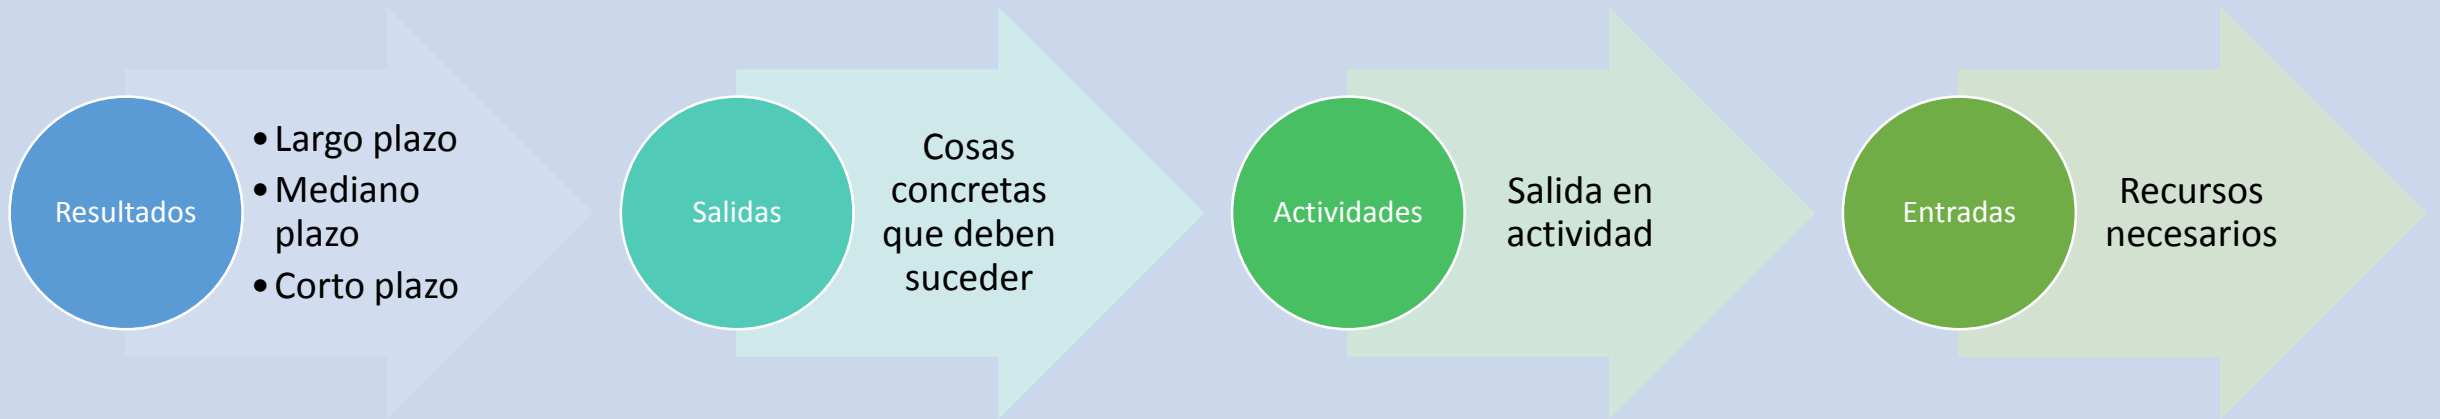 Resultados
• Largo plazo
• Mediano
plazo
• Corto plazo
Salidas
Cosas
concretas
que deben
suceder
Actividades
Salida en
actividad
Entradas
Recursos
necesarios